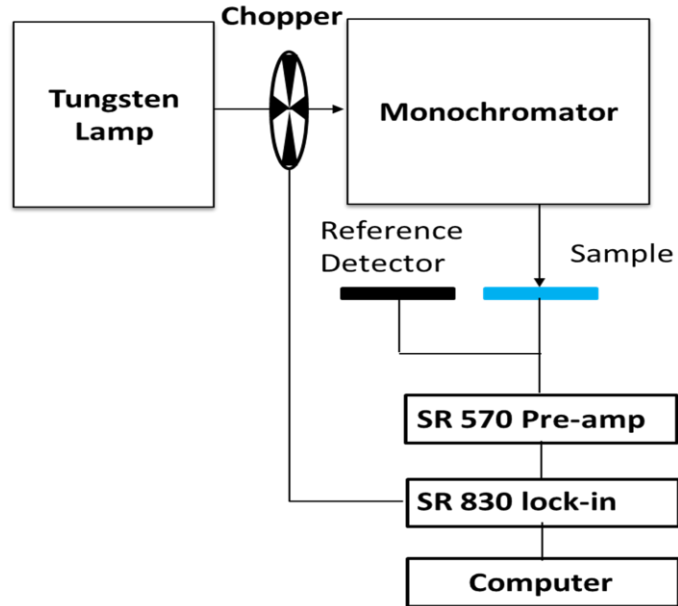 Chopper
Tungsten
Lamp
Monochromator
Reference
Detector
Sample
SR 570 Pre-amp
SR 830 lock-in
Computer